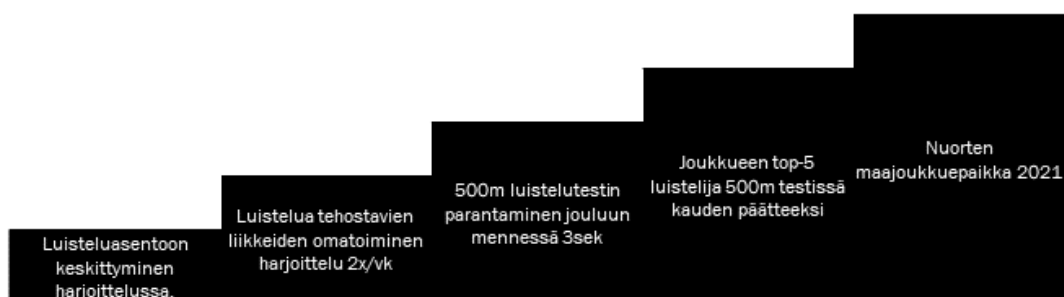 Luisteluasentoon
keskittyminen
harjoittelussa.
Luistelua tehostavien
liikkeiden omatoiminen
harjoittelu 2x/vk
500m luistelutestin
parantaminen jouluun
mennessä 3sek
Joukkueen top-5
luistelija 500m testissä
kauden päätteeksi
Nuorten
maajoukkuepaikka 2021